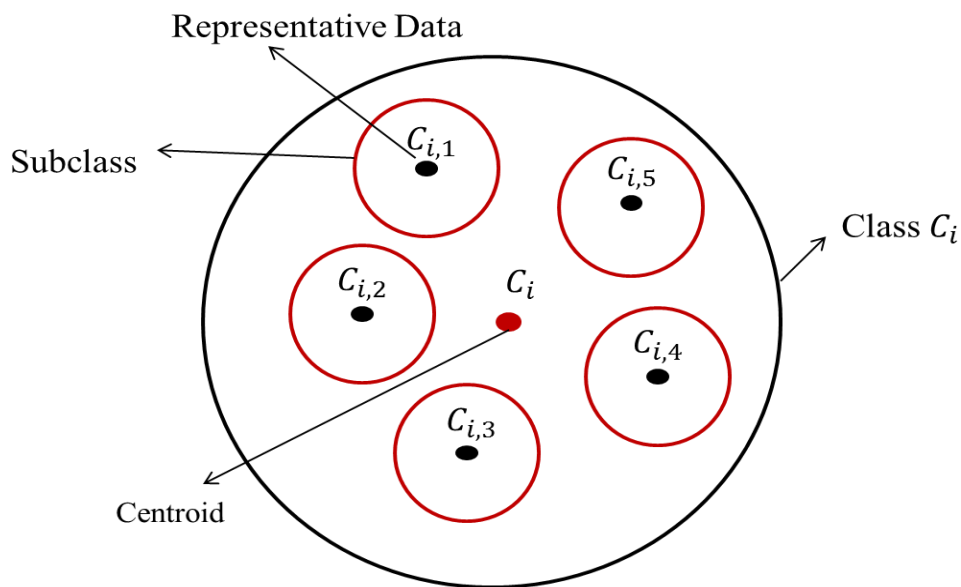 Representative Data
C_{i,1}
Subclass
C_{i,5}
Class C_i
C_{i,2}
C_i
C_{i,4}
C_{i,3}
Centroid